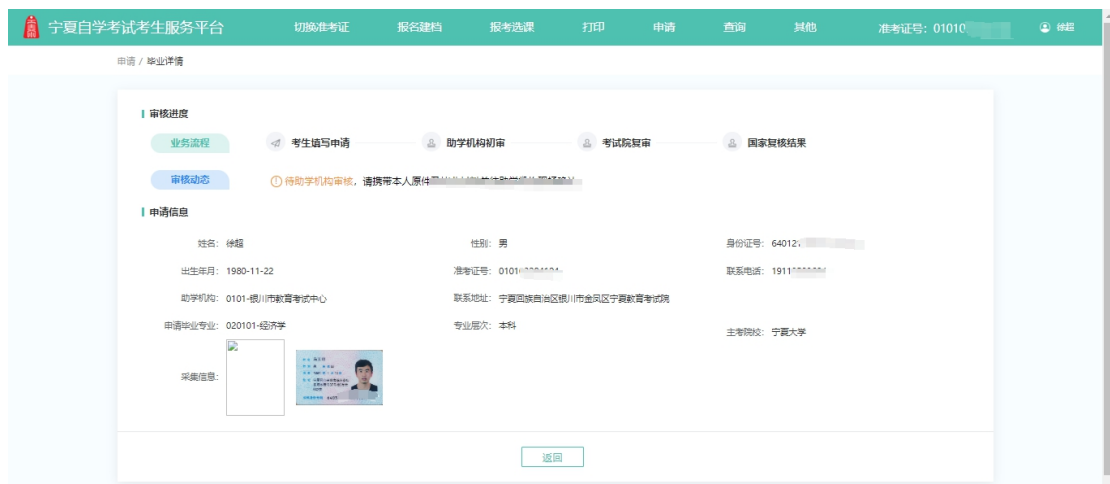 宁夏自学考试考生服务平台 切换准考证 报名建档 报考选课 打印 申请 查询 其他 准考证号：01010 徐超
申请 / 毕业详情
审核进度
业务流程 考生填写申请 助学机构初审 考试院复审 国家复核结果
审核动态 待助学机构审核，请携带本人原件
申请信息
姓名： 徐超 性别： 男 身份证号： 64012
出生年月： 1980-11-22 准考证号： 0101 联系电话： 1911
助学机构： 0101-银川市教育考试中心 联系地址： 宁夏回族自治区银川市金凤区宁夏教育考试院
申请毕业专业： 020101-经济学 专业层次： 本科 主考院校： 宁夏大学
采集信息：
返回